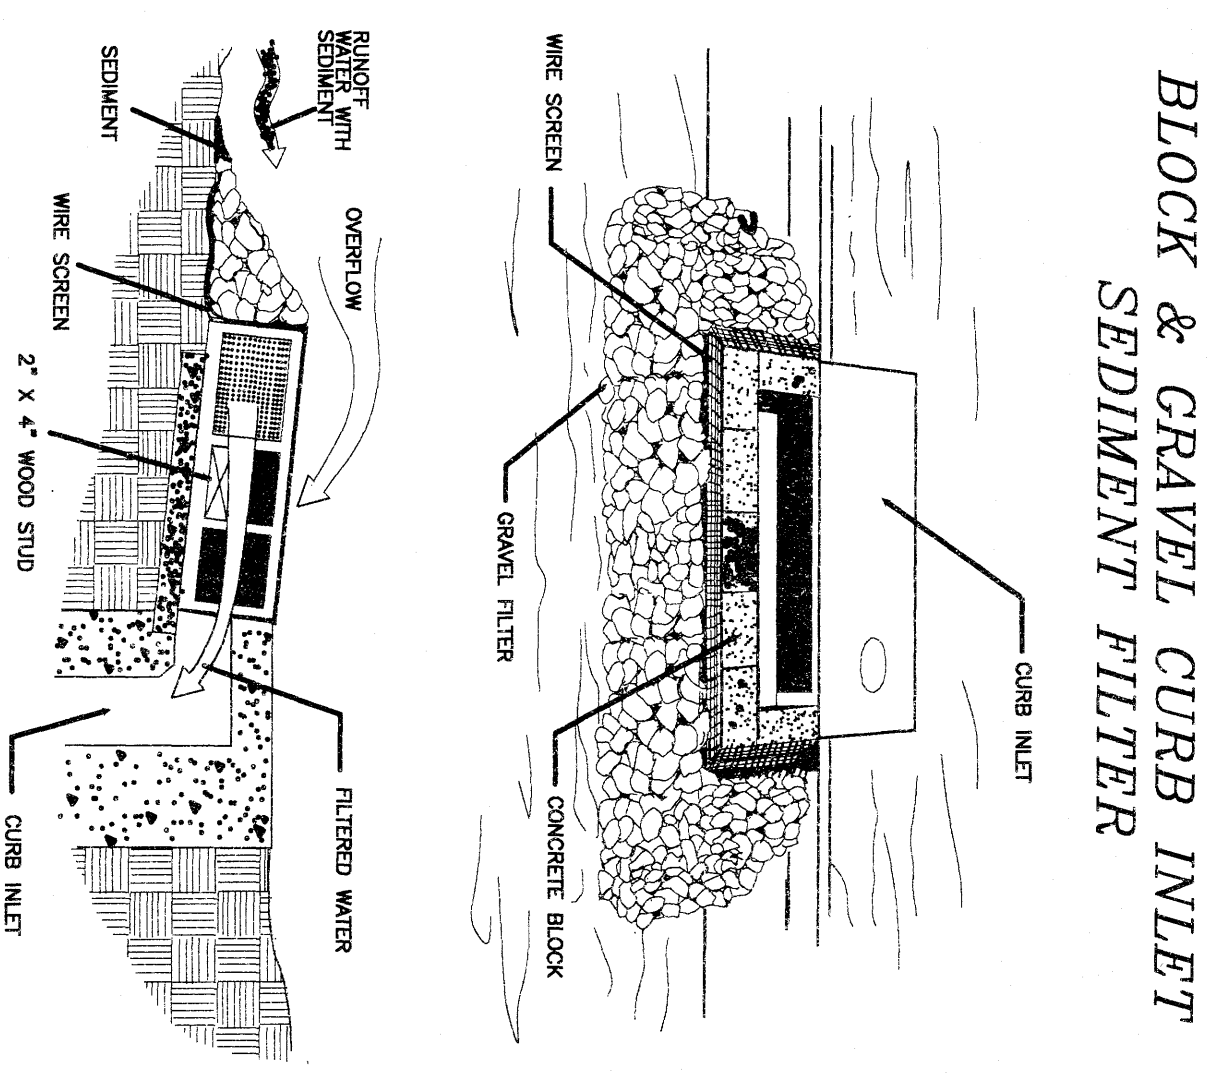 BLOCK & GRAVEL CURB INLET
SEDIMENT FILTER
CURB INLET
WIRE SCREEN
GRAVEL FILTER
CONCRETE BLOCK
RUNOFF
WATER WITH
SEDIMENT
OVERFLOW
FILTERED WATER
SEDIMENT
WIRE SCREEN
2" X 4" WOOD STUD
CURB INLET